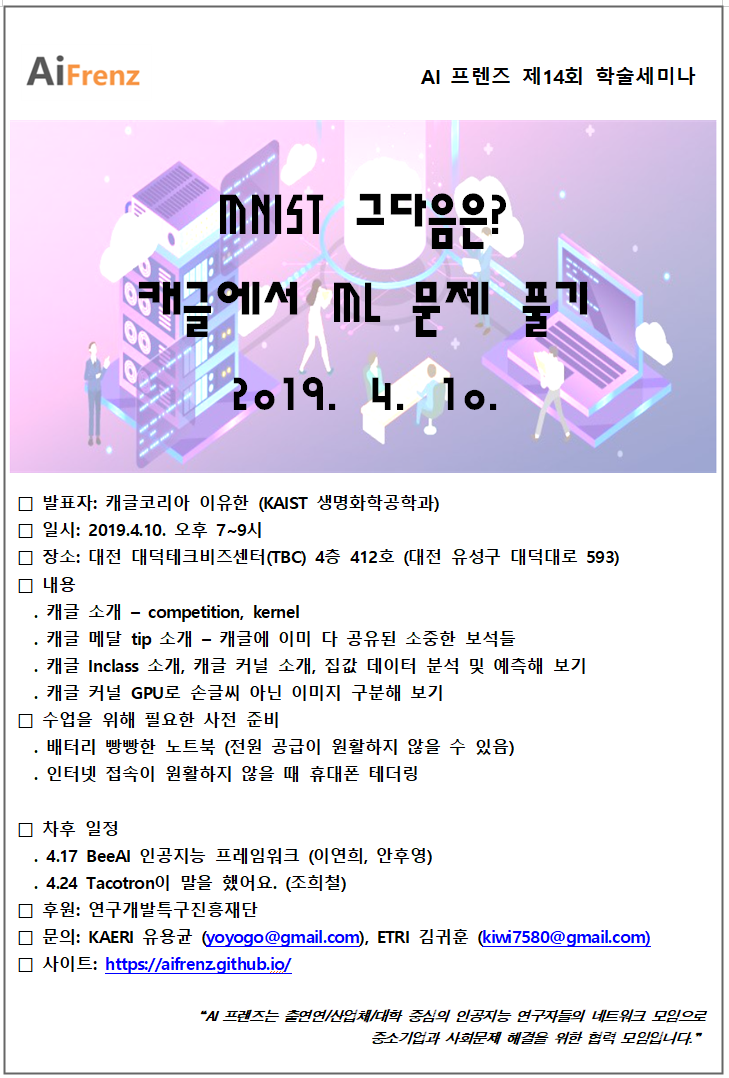 AiFrenz
AI 프렌즈 제14회 학술세미나
MNIST 그다음은?
캐글에서 ML 문제 풀기
2019. 4. 10.
□ 발표자: 캐글코리아 이유한 (KAIST 생명화학공학과)
□ 일시: 2019.4.10. 오후 7~9시
□ 장소: 대전 대덕테크비즈센터(TBC) 4층 412호 (대전 유성구 대덕대로 593)
□ 내용
. 캐글 소개 – competition, kernel
. 캐글 메달 tip 소개 – 캐글에 이미 다 공유된 소중한 보석들
. 캐글 Inclass 소개, 캐글 커널 소개, 집값 데이터 분석 및 예측해 보기
. 캐글 커널 GPU로 손글씨 아닌 이미지 구분해 보기
□ 수업을 위해 필요한 사전 준비
. 배터리 빵빵한 노트북 (전원 공급이 원활하지 않을 수 있음)
. 인터넷 접속이 원활하지 않을 때 휴대폰 테더링
□ 차후 일정
. 4.17 BeeAI 인공지능 프레임워크 (이연희, 안후영)
. 4.24 Tacotron이 말을 했어요. (조희철)
□ 후원: 연구개발특구진흥재단
□ 문의: KAERI 유용균 (yoyogo@gmail.com), ETRI 김귀훈 (kiwi7580@gmail.com)
□ 사이트: https://aifrenz.github.io/
“AI 프렌즈는 출연연/산업체/대학 중심의 인공지능 연구자들의 네트워크 모임으로
중소기업과 사회문제 해결을 위한 협력 모임입니다.”